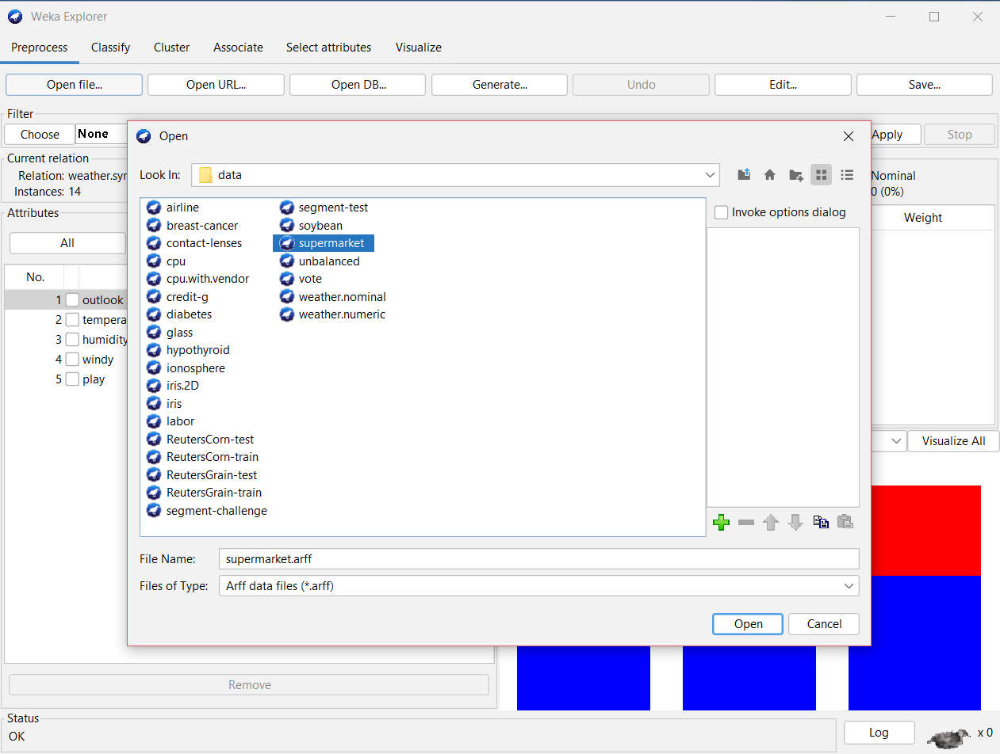 Weka Explorer
Preprocess Classify Cluster Associate Select attributes Visualize
Open file... Open URL... Open DB... Generate... Undo Edit... Save...
Filter
Choose None Apply Stop
Current relation
Relation: weather.sy
Instances: 14
Nominal
0 (0%)
Attributes
All
Weight
No.
1 outlook
2 tempera
3 humidity
4 windy
5 play
Visualize All
Remove
Status
OK
Log
x 0
Open
Look In: data
Invoke options dialog
airline
breast-cancer
contact-lenses
cpu
cpu.with.vendor
credit-g
diabetes
glass
hypothyroid
ionosphere
iris.2D
iris
labor
ReutersCorn-test
ReutersCorn-train
ReutersGrain-test
ReutersGrain-train
segment-challenge
segment-test
soybean
supermarket
unbalanced
vote
weather.nominal
weather.numeric
File Name: supermarket.arff
Files of Type: Arff data files (*.arff)
Open Cancel